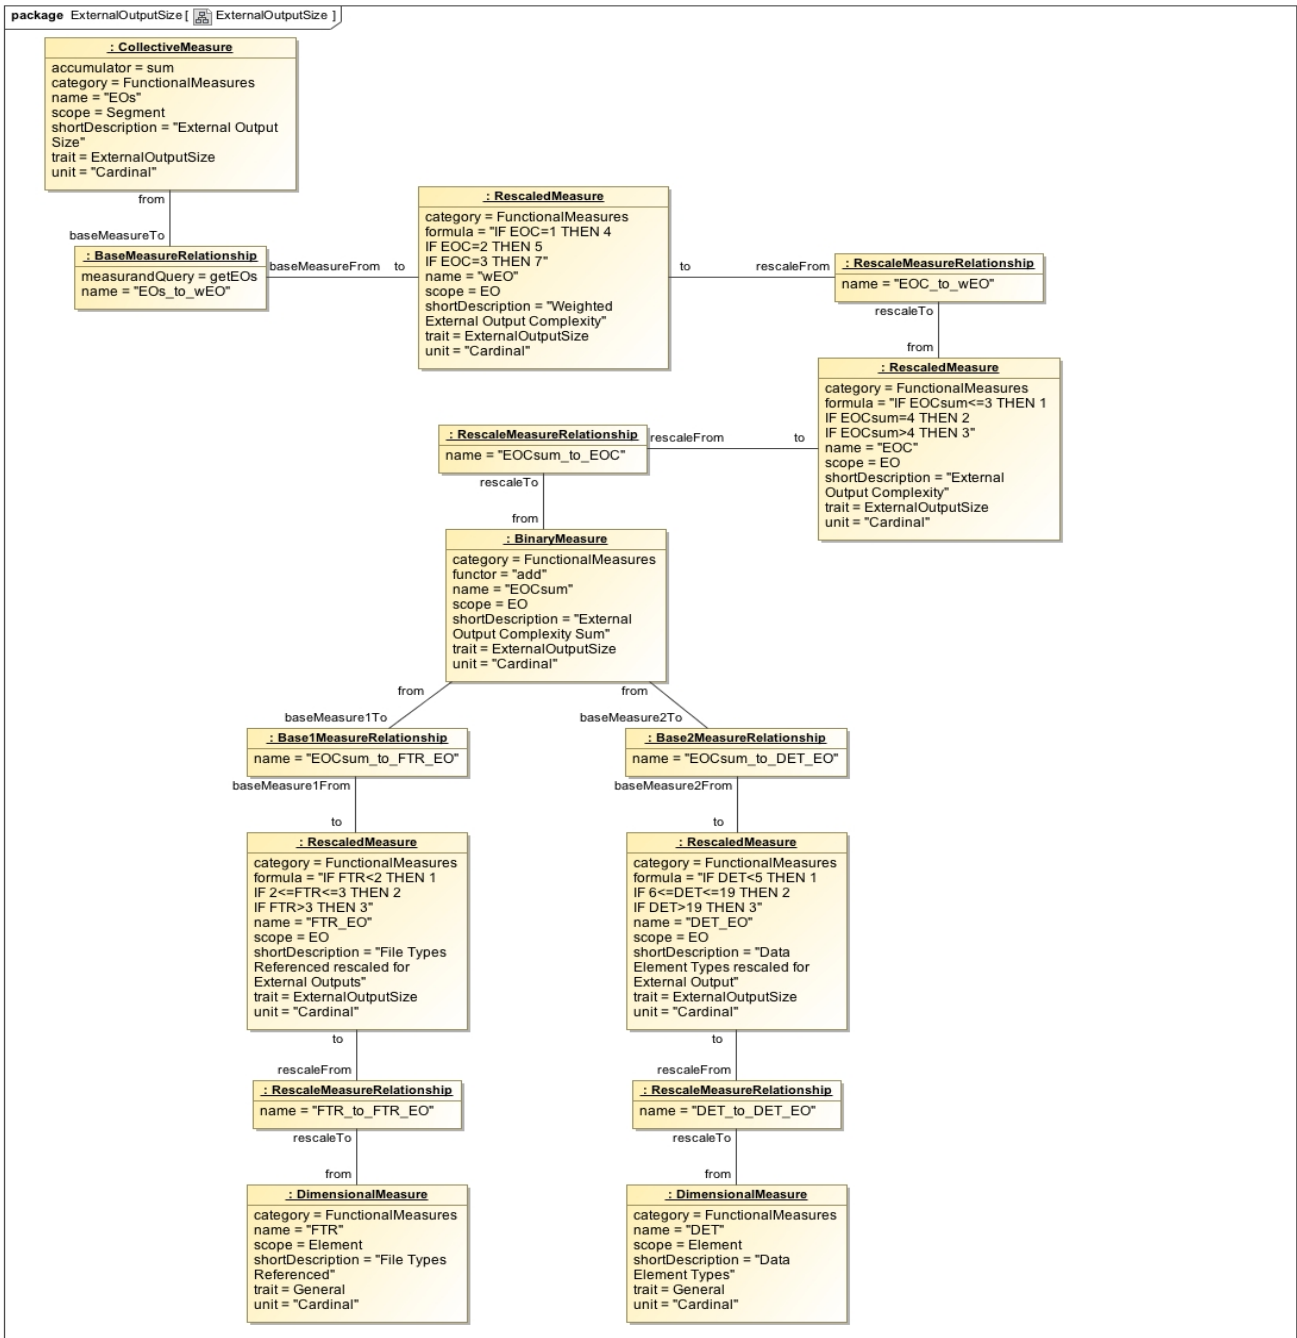 package ExternalOutputSize [ ExternalOutputSize ]
: CollectiveMeasure
accumulator = sum
category = FunctionalMeasures
name = "EOs"
scope = Segment
shortDescription = "External Output
Size"
trait = ExternalOutputSize
unit = "Cardinal"
from
baseMeasureTo
: BaseMeasureRelationship
measurandQuery = getEOs
name = "EOs_to_wEO"
baseMeasureFrom
to
: RescaledMeasure
category = FunctionalMeasures
formula = "IF EOC=1 THEN 4
IF EOC=2 THEN 5
IF EOC=3 THEN 7"
name = "wEO"
scope = EO
shortDescription = "Weighted
External Output Complexity"
trait = ExternalOutputSize
unit = "Cardinal"
to
rescaleFrom
: RescaleMeasureRelationship
name = "EOC_to_wEO"
rescaleTo
from
: RescaledMeasure
category = FunctionalMeasures
formula = "IF EOCsum<=3 THEN 1
IF EOCsum=4 THEN 2
IF EOCsum>4 THEN 3"
name = "EOC"
scope = EO
shortDescription = "External
Output Complexity"
trait = ExternalOutputSize
unit = "Cardinal"
to
rescaleFrom
: RescaleMeasureRelationship
name = "EOCsum_to_EOC"
rescaleTo
from
: BinaryMeasure
category = FunctionalMeasures
functor = "add"
name = "EOCsum"
scope = EO
shortDescription = "External
Output Complexity Sum"
trait = ExternalOutputSize
unit = "Cardinal"
from
baseMeasure1To
from
baseMeasure2To
: Base1MeasureRelationship
name = "EOCsum_to_FTR_EO"
baseMeasure1From
to
: Base2MeasureRelationship
name = "EOCsum_to_DET_EO"
baseMeasure2From
to
: RescaledMeasure
category = FunctionalMeasures
formula = "IF FTR<2 THEN 1
IF 2<=FTR<=3 THEN 2
IF FTR>3 THEN 3"
name = "FTR_EO"
scope = EO
shortDescription = "File Types
Referenced rescaled for
External Outputs"
trait = ExternalOutputSize
unit = "Cardinal"
to
rescaleFrom
: RescaledMeasure
category = FunctionalMeasures
formula = "IF DET<5 THEN 1
IF 6<=DET<=19 THEN 2
IF DET>19 THEN 3"
name = "DET_EO"
scope = EO
shortDescription = "Data
Element Types rescaled for
External Output"
trait = ExternalOutputSize
unit = "Cardinal"
to
rescaleFrom
: RescaleMeasureRelationship
name = "FTR_to_FTR_EO"
rescaleTo
from
: RescaleMeasureRelationship
name = "DET_to_DET_EO"
rescaleTo
from
: DimensionalMeasure
category = FunctionalMeasures
name = "FTR"
scope = Element
shortDescription = "File Types
Referenced"
trait = General
unit = "Cardinal"
: DimensionalMeasure
category = FunctionalMeasures
name = "DET"
scope = Element
shortDescription = "Data
Element Types"
trait = General
unit = "Cardinal"